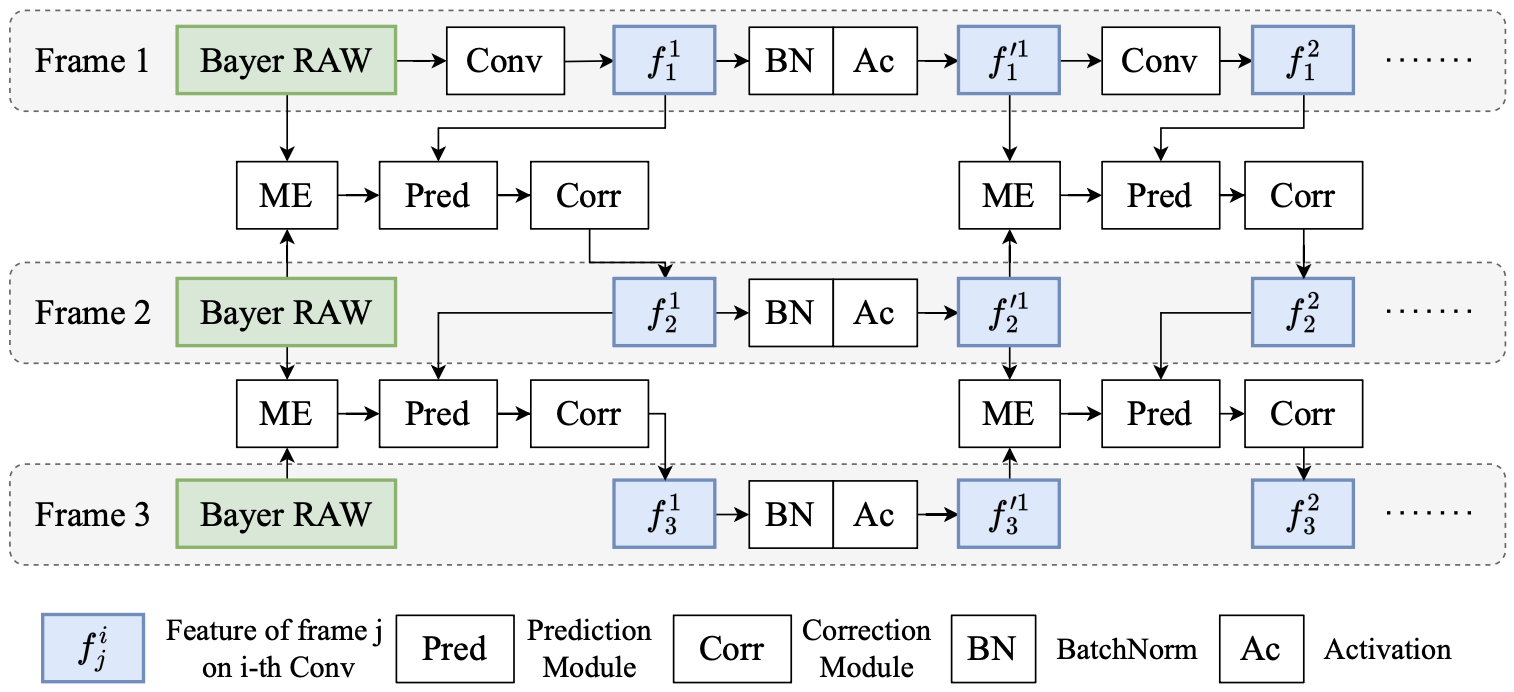 Frame 1 Bayer RAW Conv f₁¹ BN Ac f′₁¹ Conv f₁² ·······
ME Pred Corr ME Pred Corr
Frame 2 Bayer RAW f₂¹ BN Ac f′₂¹ f₂² ·······
ME Pred Corr ME Pred Corr
Frame 3 Bayer RAW f₃¹ BN Ac f′₃¹ f₃² ·······
fⱼⁱ Feature of frame j
on i-th Conv
Pred Prediction
Module
Corr Correction
Module
BN BatchNorm
Ac Activation